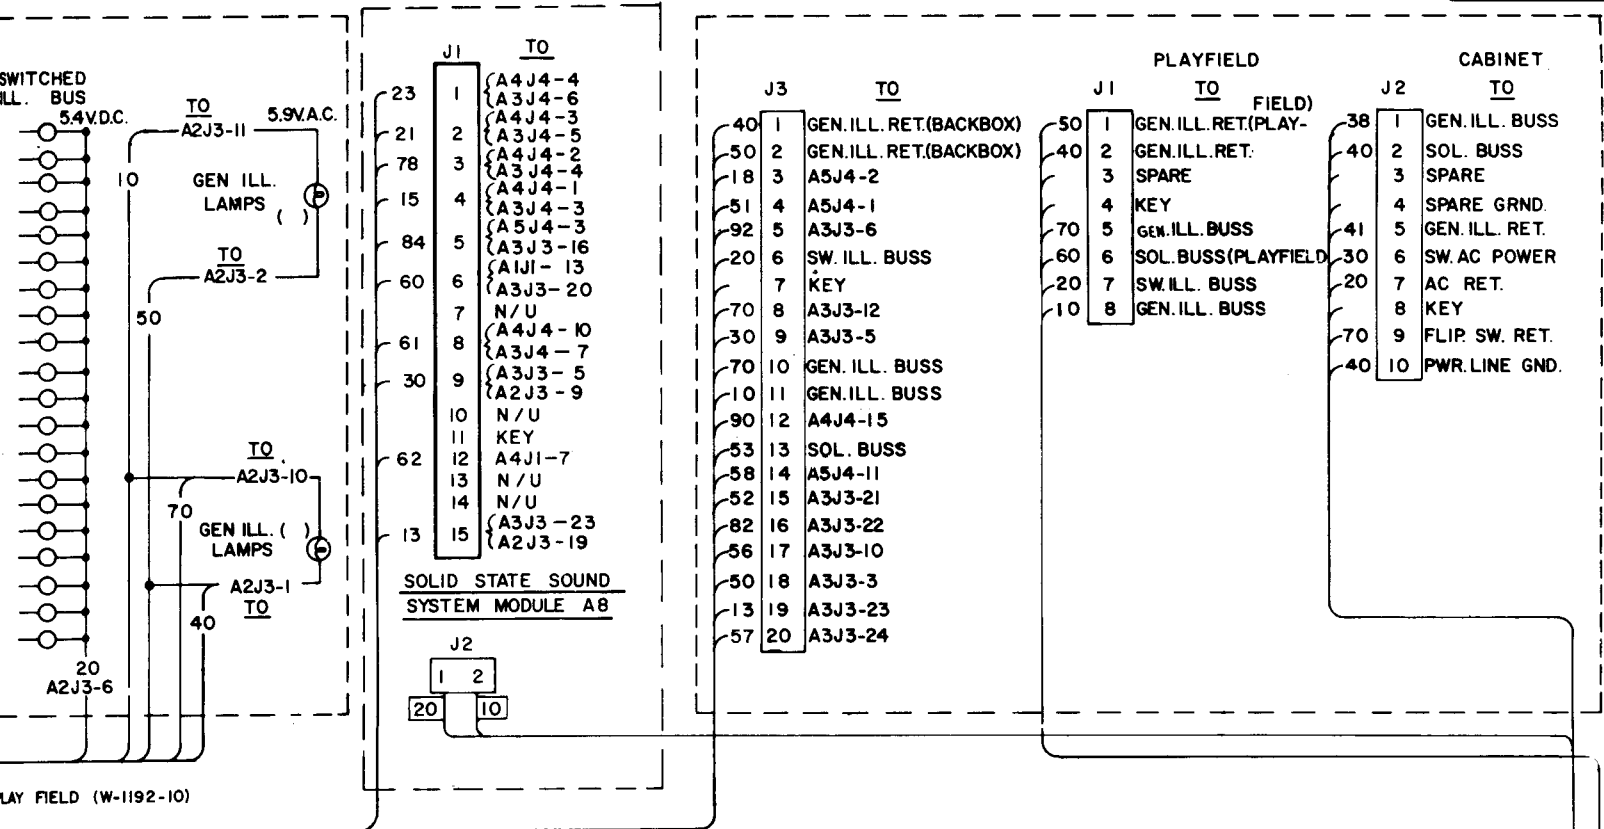 SWITCHED
ILL. BUS
5.4V.D.C.
TO
A2J3-11
5.9V.A.C.
10
GEN ILL.
LAMPS
( )
TO
A2J3-2
50
TO
A2J3-10
70
GEN ILL. ( )
LAMPS
A2J3-1
TO
40
20
A2J3-6
LAY FIELD (W-1192-10)
J1 TO
23 1 A4J4-4
A3J4-6
21 2 A4J4-3
A3J4-5
78 3 A4J4-2
A3J4-4
15 4 A4J4-1
A3J4-3
84 5 A5J4-3
A3J3-16
60 6 A1J1-13
A3J3-20
7 N/U
61 8 A4J4-10
A3J4-7
30 9 A3J3-5
A2J3-9
10 N/U
11 KEY
62 12 A4J1-7
13 N/U
14 N/U
13 15 A3J3-23
A2J3-19
SOLID STATE SOUND
SYSTEM MODULE A8
J2
1 2
20 10
J3 TO
40 1 GEN.ILL.RET.(BACKBOX)
50 2 GEN.ILL.RET.(BACKBOX)
18 3 A5J4-2
51 4 A5J4-1
92 5 A3J3-6
20 6 SW. ILL. BUSS
7 KEY
70 8 A3J3-12
30 9 A3J3-5
70 10 GEN. ILL. BUSS
10 11 GEN.ILL. BUSS
90 12 A4J4-15
53 13 SOL. BUSS
58 14 A5J4-11
52 15 A3J3-21
82 16 A3J3-22
56 17 A3J3-10
50 18 A3J3-3
13 19 A3J3-23
57 20 A3J3-24
PLAYFIELD
J1 TO
FIELD)
50 1 GEN.ILL.RET.(PLAY-
40 2 GEN.ILL.RET.
3 SPARE
4 KEY
70 5 GEN.ILL. BUSS
60 6 SOL.BUSS(PLAYFIELD
20 7 SW.ILL. BUSS
10 8 GEN.ILL. BUSS
CABINET
J2 TO
38 1 GEN. ILL. BUSS
40 2 SOL. BUSS
3 SPARE
4 SPARE GRND.
41 5 GEN. ILL. RET.
30 6 SW. AC POWER
20 7 AC RET.
8 KEY
70 9 FLIP. SW. RET.
40 10 PWR.LINE GND.